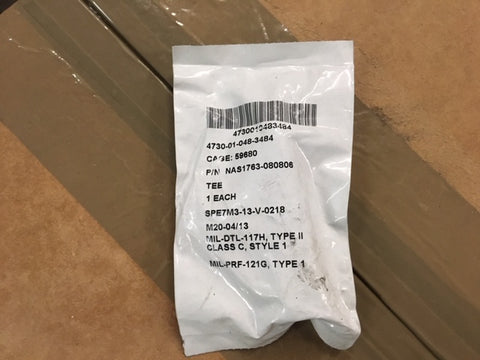 4730010483484
4730-01-048-3484
CAGE: 59680
P/N NAS1763-080806
TEE
1 EACH
SPE7M3-13-V-0218
M20-04/13
MIL-DTL-117H, TYPE II
CLASS C, STYLE 1
MIL-PRF-121G, TYPE 1